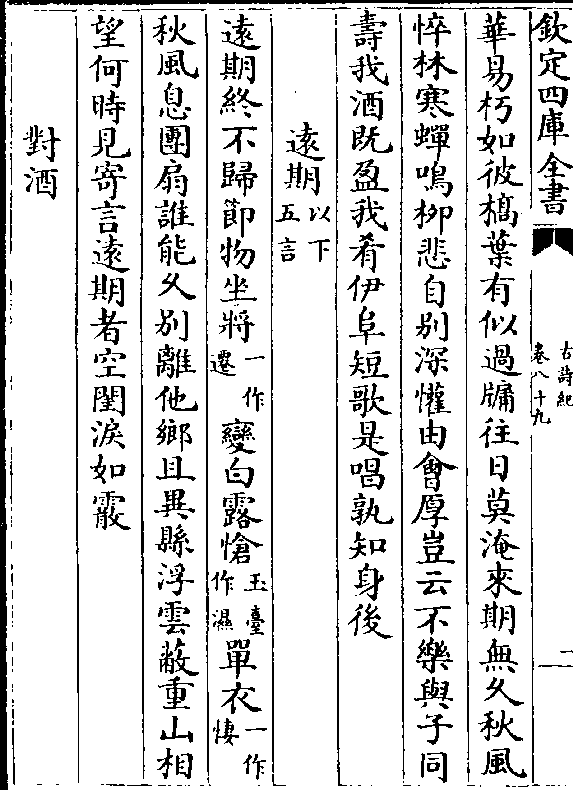 欽定四庫全書
古詩紀
卷八十九
二
華易朽如彼槁葉有似過牖往日莫淹來期無久秋風
悴林寒蟬鳴柳悲自别深懽由會厚豈云不樂與子同
壽我酒既盈我肴伊阜短歌是唱孰知身後
遠期以下五言
遠期終不歸節物坐將一作遷變白露愴玉臺作濕單衣一作悽
秋風息團扇誰能久别離他鄉且異縣浮雲蔽重山相
望何時見寄言遠期者空閨淚如霰
對酒